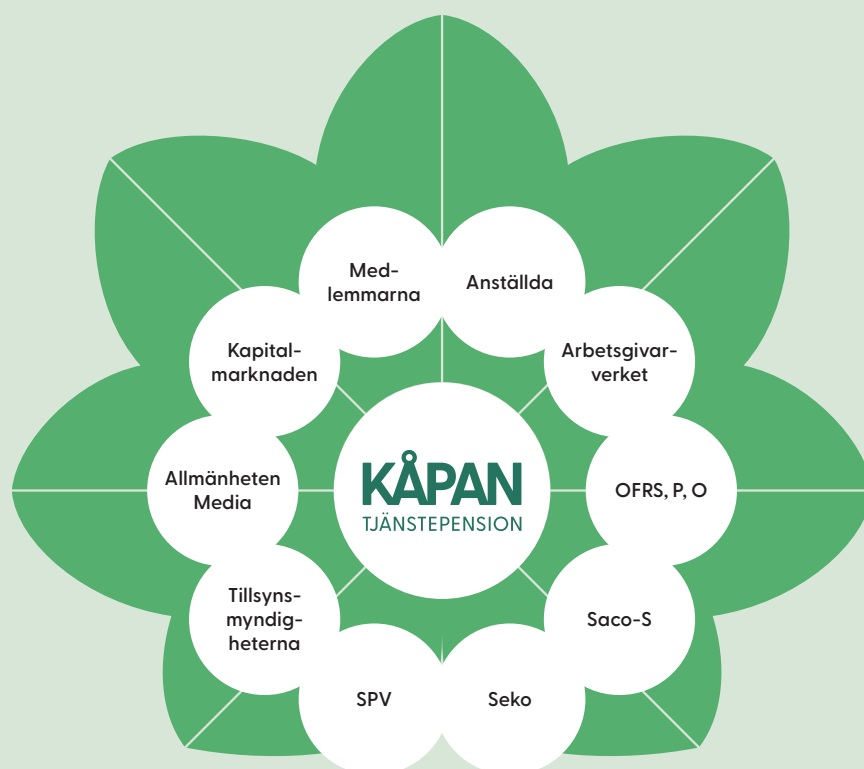 Med-
lemmarna
Anställda
Kapital-
marknaden
Arbetsgivar-
verket
Allmänheten
Media
KÅPAN
TJÄNSTEPENSION
OFRS, P, O
Tillsyns-
myndig-
heterna
Saco-S
SPV
Seko